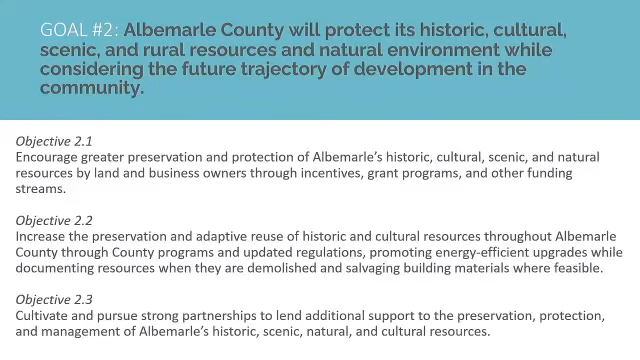 GOAL #2: Albemarle County will protect its historic, cultural,
scenic, and rural resources and natural environment while
considering the future trajectory of development in the
community.
Objective 2.1
Encourage greater preservation and protection of Albemarle's historic, cultural, scenic, and natural
resources by land and business owners through incentives, grant programs, and other funding
streams.
Objective 2.2
Increase the preservation and adaptive reuse of historic and cultural resources throughout Albemarle
County through County programs and updated regulations, promoting energy-efficient upgrades while
documenting resources when they are demolished and salvaging building materials where feasible.
Objective 2.3
Cultivate and pursue strong partnerships to lend additional support to the preservation, protection,
and management of Albemarle's historic, scenic, natural, and cultural resources.